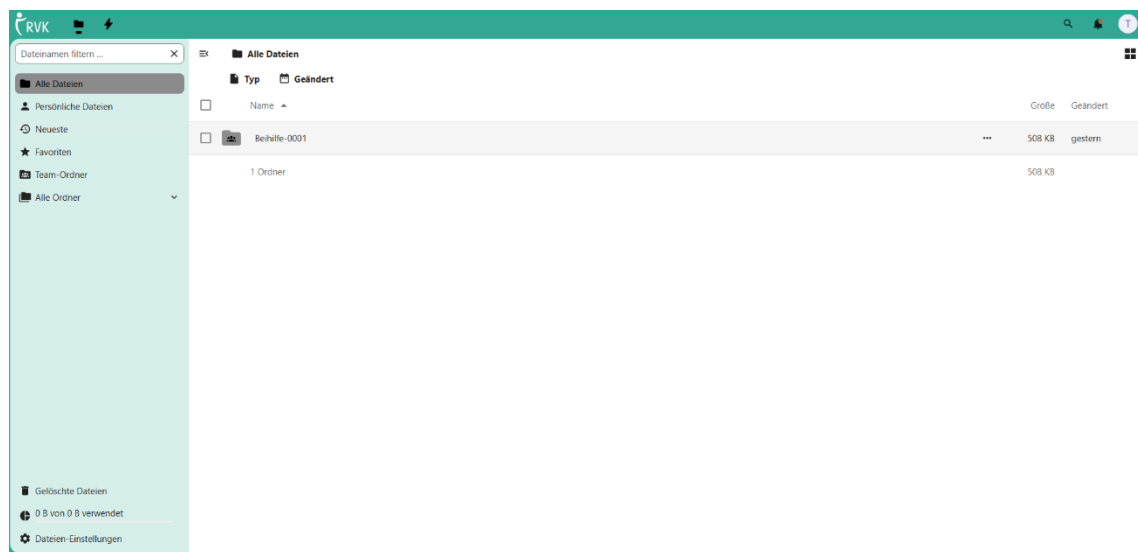 RVK
T
Dateinamen filtern ...
Alle Dateien
Persönliche Dateien
Neueste
Favoriten
Team-Ordner
Alle Ordner
Gelöschte Dateien
0 B von 0 B verwendet
Dateien-Einstellungen
Alle Dateien
Typ Geändert
Name Größe Geändert
Beihilfe-0001 508 KB gestern
1 Ordner 508 KB